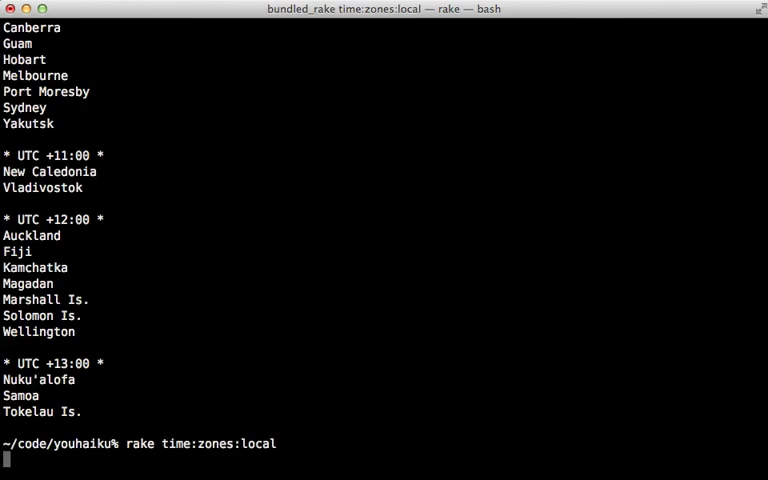 bundled_rake time:zones:local — rake — bash
Canberra
Guam
Hobart
Melbourne
Port Moresby
Sydney
Yakutsk
* UTC +11:00 *
New Caledonia
Vladivostok
* UTC +12:00 *
Auckland
Fiji
Kamchatka
Magadan
Marshall Is.
Solomon Is.
Wellington
* UTC +13:00 *
Nuku'alofa
Samoa
Tokelau Is.
~/code/youhaiku% rake time:zones:local